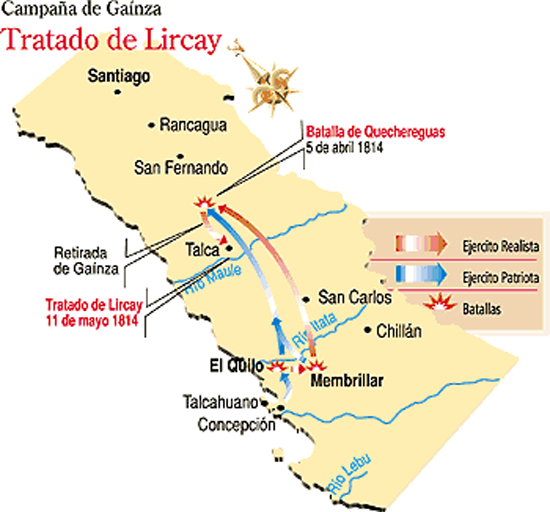 Campaña de Gaínza
Tratado de Lircay
Santiago
Rancagua
San Fernando
Batalla de Quechereguas
5 de abril 1814
Retirada
de Gaínza
Talca
Río Maule
Tratado de Lircay
11 de mayo 1814
Ejercito Realista
Ejercito Patriota
Batallas
San Carlos
Chillán
Río Itata
El Quilo
Membrillar
Talcahuano
Concepción
Río Lebu